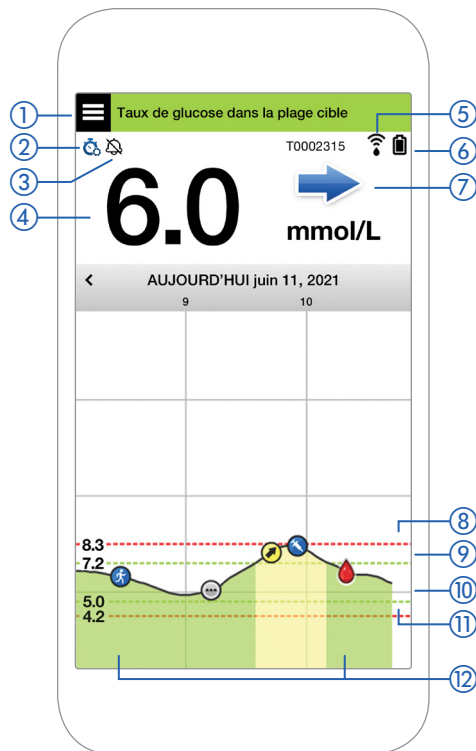 ① Taux de glucose dans la plage cible ⑤
② T0002315 ⑥
③
④ 6.0 mmol/L ⑦
AUJOURD'HUI juin 11, 2021
9 10
8.3 ⑧
7.2 ⑨
5.0 ⑩
4.2 ⑪
⑫